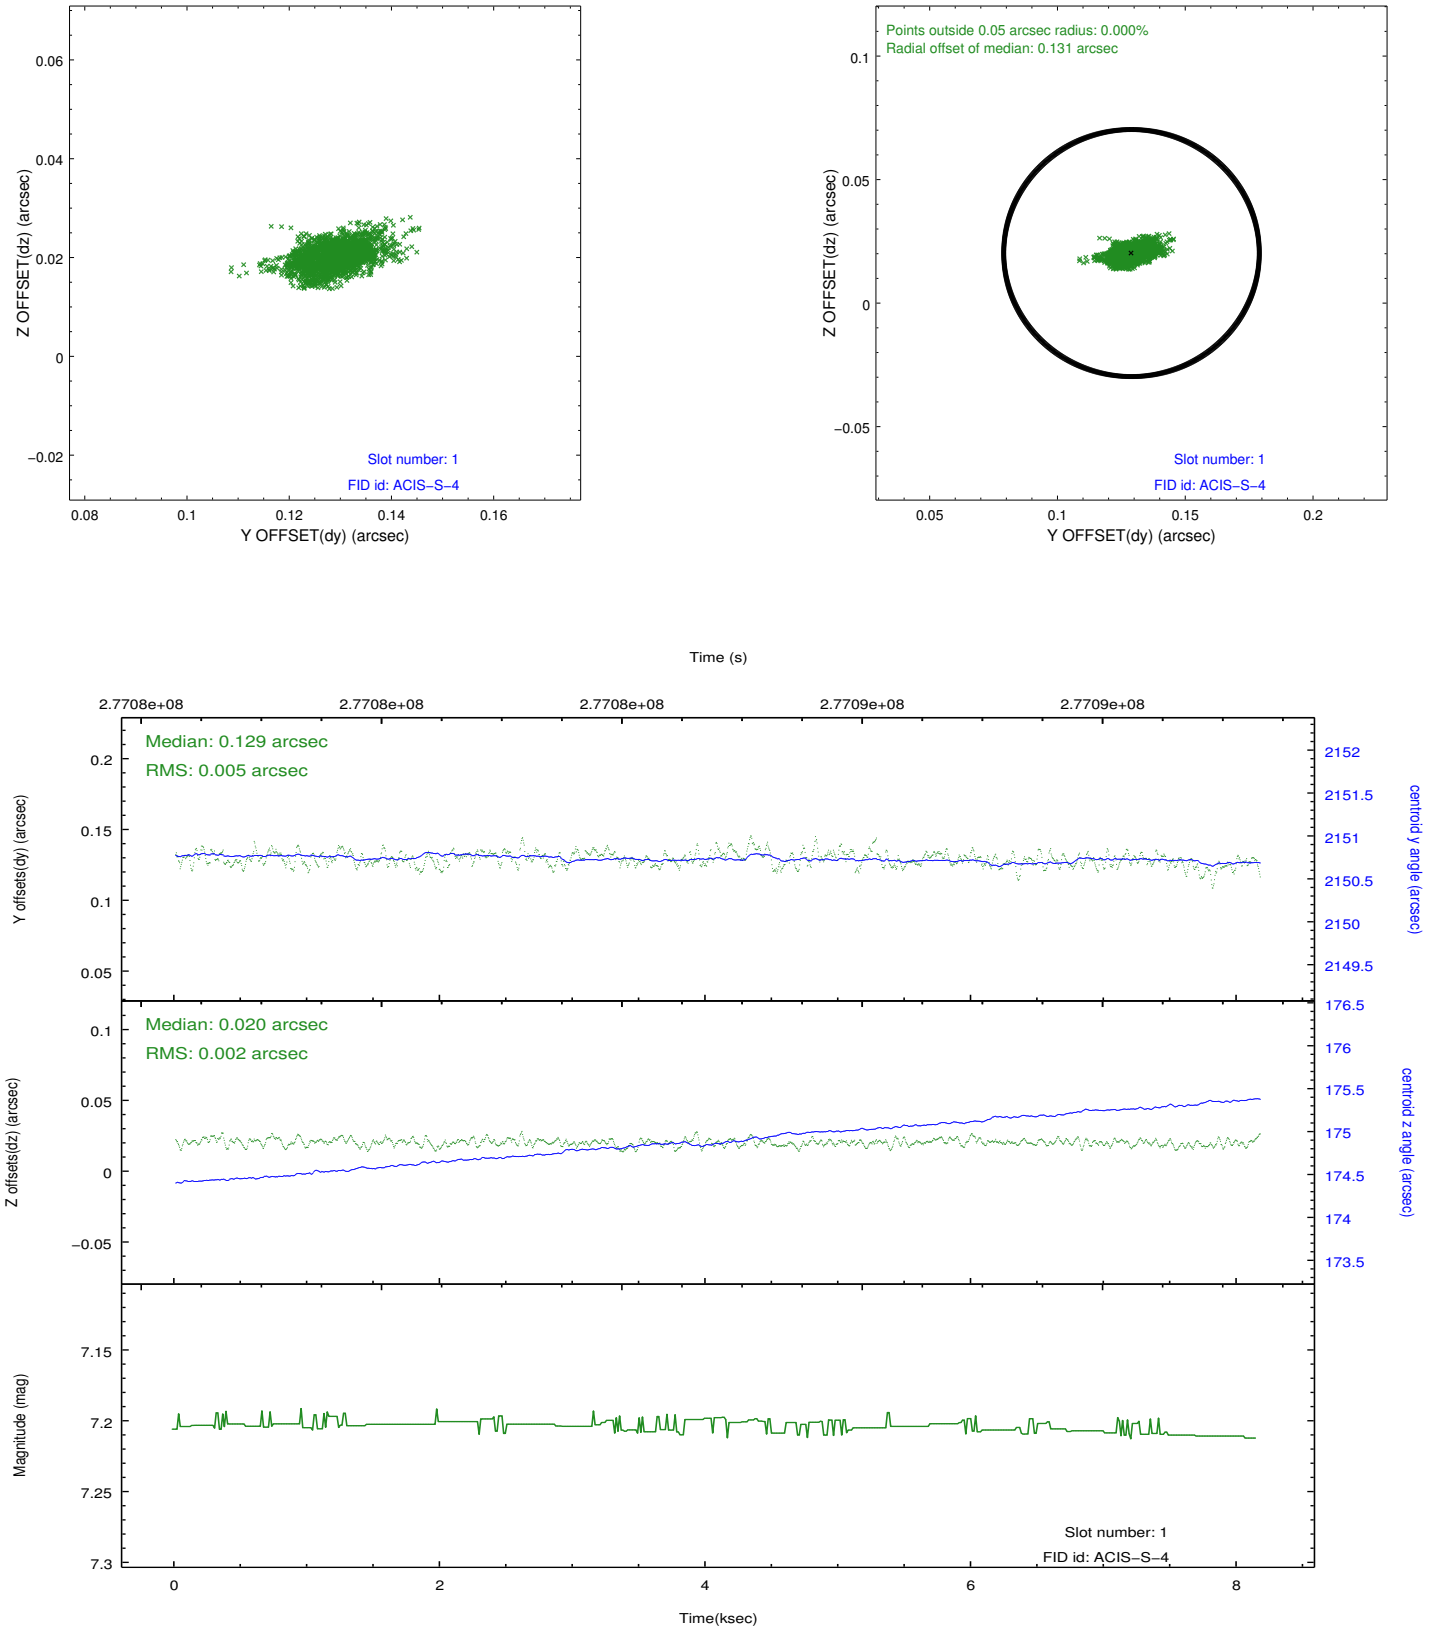 Z OFFSET(dz) (arcsec)
0.06
0.04
0.02
0
−0.02
Slot number: 1
FID id: ACIS−S−4
0.08
0.1
0.12
0.14
0.16
Y OFFSET(dy) (arcsec)
Points outside 0.05 arcsec radius: 0.000%
Radial offset of median: 0.131 arcsec
Z OFFSET(dz) (arcsec)
0.1
0.05
0
−0.05
Slot number: 1
FID id: ACIS−S−4
0.05
0.1
0.15
0.2
Y OFFSET(dy) (arcsec)
Time (s)
2.7708e+08
2.7708e+08
2.7708e+08
2.7709e+08
2.7709e+08
Median: 0.129 arcsec
RMS: 0.005 arcsec
Y offsets(dy) (arcsec)
0.2
0.15
0.1
0.05
2152
2151.5
2151
2150.5
2150
2149.5
centroid y angle (arcsec)
Median: 0.020 arcsec
RMS: 0.002 arcsec
Z offsets(dz) (arcsec)
0.1
0.05
0
−0.05
176.5
176
175.5
175
174.5
174
173.5
centroid z angle (arcsec)
Magnitude (mag)
7.15
7.2
7.25
7.3
Slot number: 1
FID id: ACIS−S−4
0
2
4
6
8
Time(ksec)